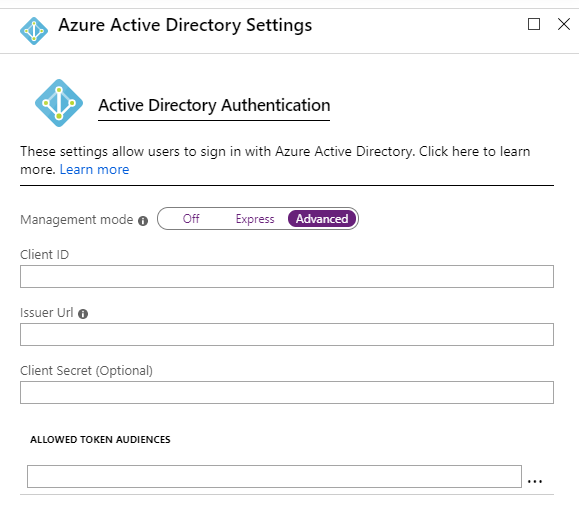 Azure Active Directory Settings
Active Directory Authentication
These settings allow users to sign in with Azure Active Directory. Click here to learn
more. Learn more
Management mode Off Express Advanced
Client ID
Issuer Url
Client Secret (Optional)
ALLOWED TOKEN AUDIENCES
...